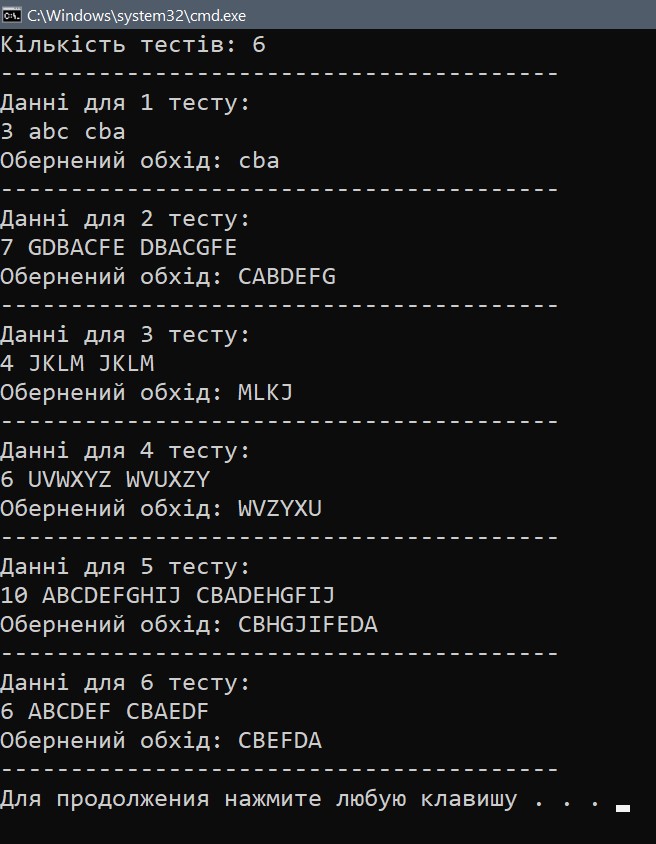 C:\Windows\system32\cmd.exe
Кількість тестів: 6
----------------------------------------
Данні для 1 тесту:
3 abc cba
Обернений обхід: cba
----------------------------------------
Данні для 2 тесту:
7 GDBACFE DBACGFE
Обернений обхід: CABDEFG
----------------------------------------
Данні для 3 тесту:
4 JKLM JKLM
Обернений обхід: MLKJ
----------------------------------------
Данні для 4 тесту:
6 UVWXYZ WVUXZY
Обернений обхід: WVZYXU
----------------------------------------
Данні для 5 тесту:
10 ABCDEFGHIJ CBADEHGFIJ
Обернений обхід: CBHGJIFEDA
----------------------------------------
Данні для 6 тесту:
6 ABCDEF CBAEDF
Обернений обхід: CBEFDA
----------------------------------------
Для продолжения нажмите любую клавишу . . .